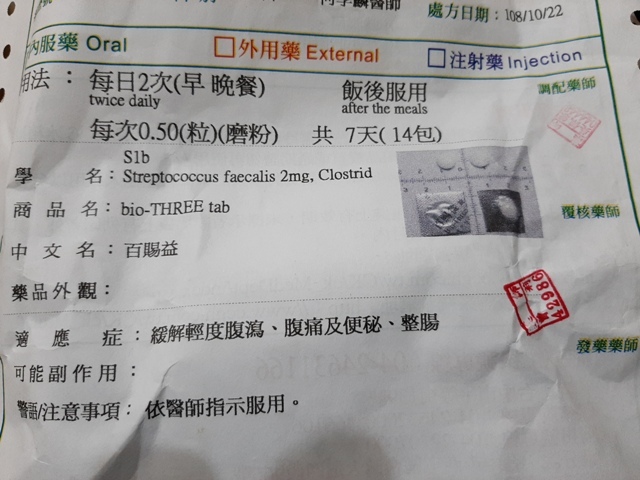 處方日期：108/10/22
內服藥 Oral
外用藥 External
注射藥 Injection
用法：每日2次(早 晚餐) 飯後服用
twice daily after the meals
調配藥師
每次0.50(粒)(磨粉) 共 7天(14包)
S1b
學名：Streptococcus faecalis 2mg, Clostrid
商品名：bio-THREE tab
覆核藥師
中文名：百賜益
藥品外觀：
適應症：緩解輕度腹瀉、腹痛及便秘、整腸
發藥藥師
可能副作用：
警語/注意事項：依醫師指示服用。